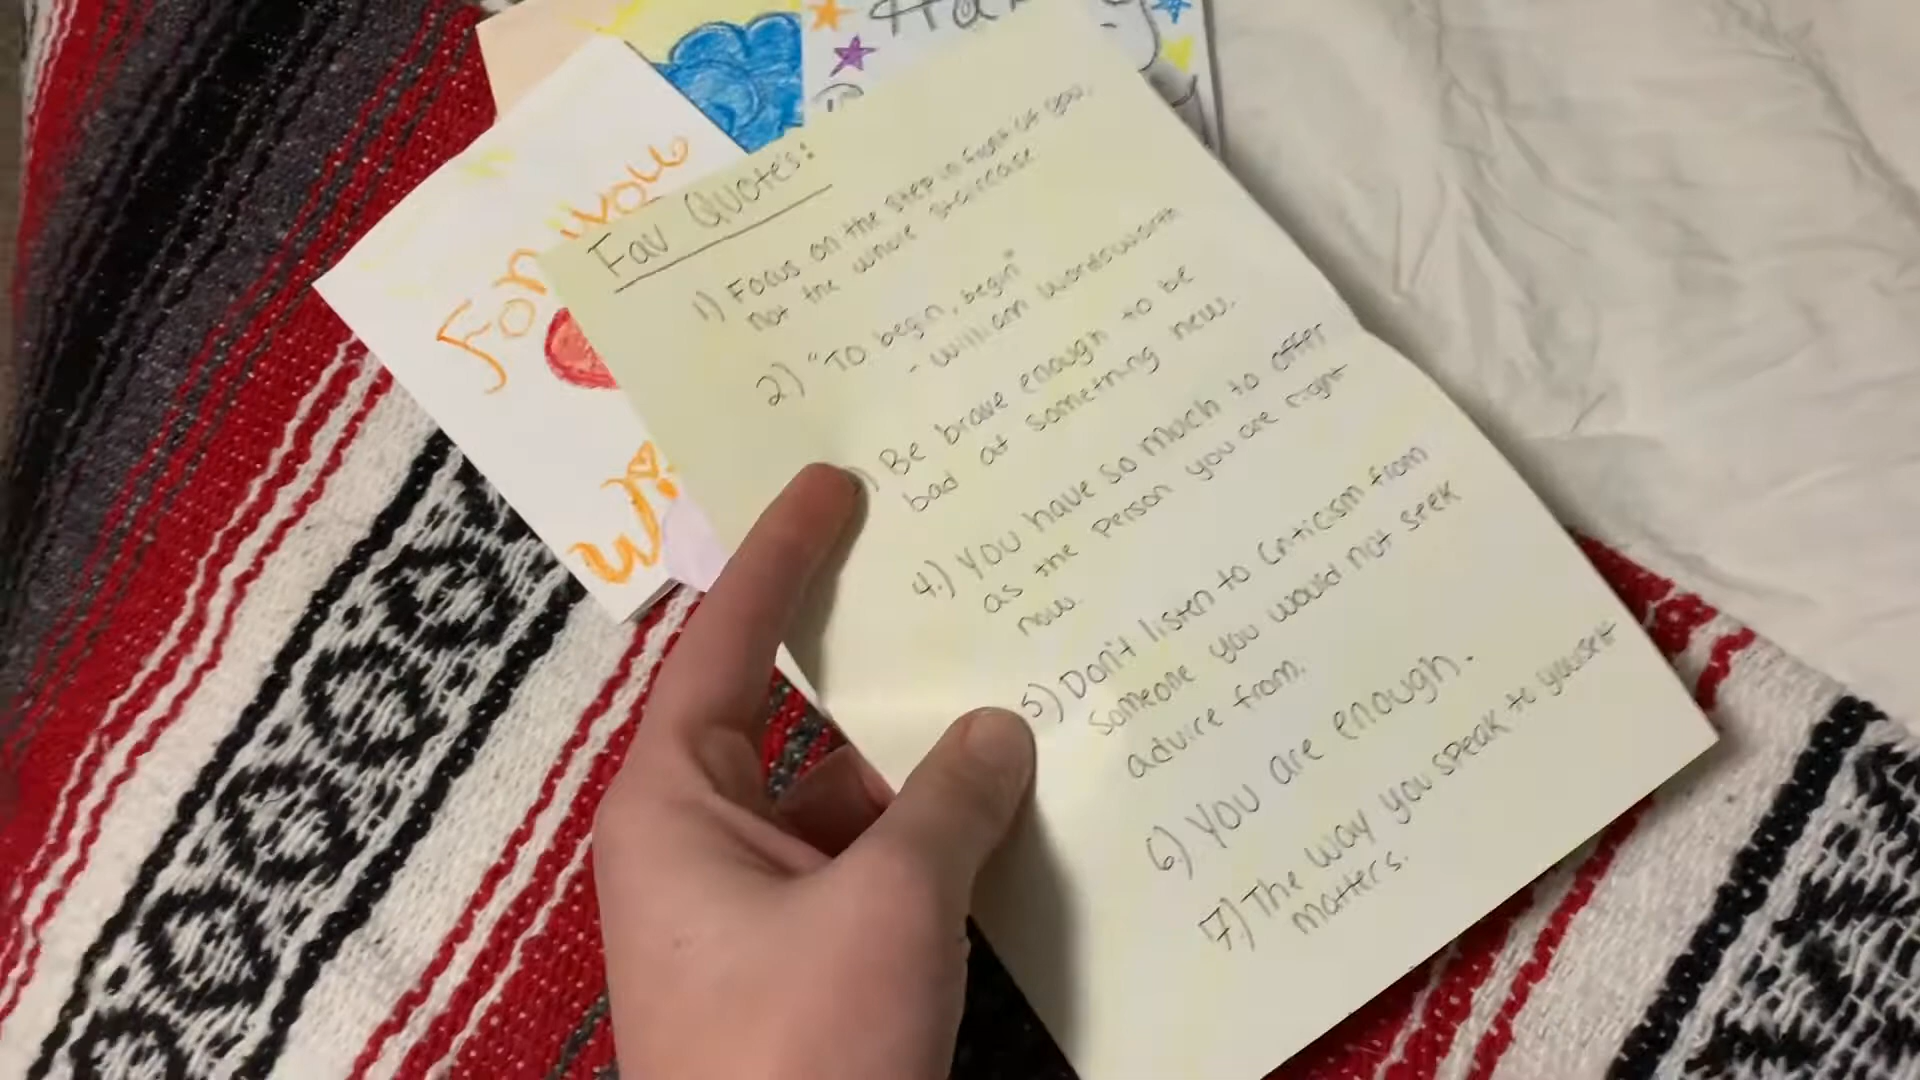 Fav Quotes:
1) Focus on the step in front of you,
not the whole staircase
2) "To begin, begin"
- William Wordsworth
) Be brave enough to be
bad at something new.
4.) You have so much to offer
as the person you are right
now.
5) Don't listen to criticism from
someone you would not seek
advice from.
6) You are enough.
7.) The way you speak to yourself
matters.
For you